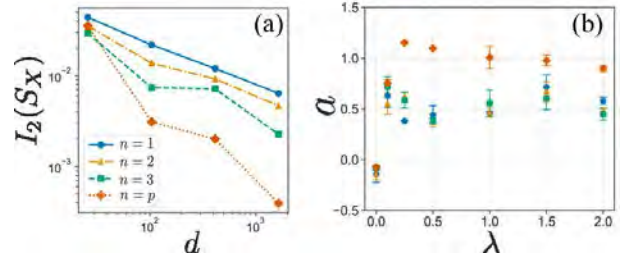 (a)
10⁻²
10⁻³
I₂(S_X)
n = 1
n = 2
n = 3
n = p
10² 10³
d
(b)
1.5
1.0
0.5
0.0
−0.5
a
0.0 0.5 1.0 1.5 2.0
λ